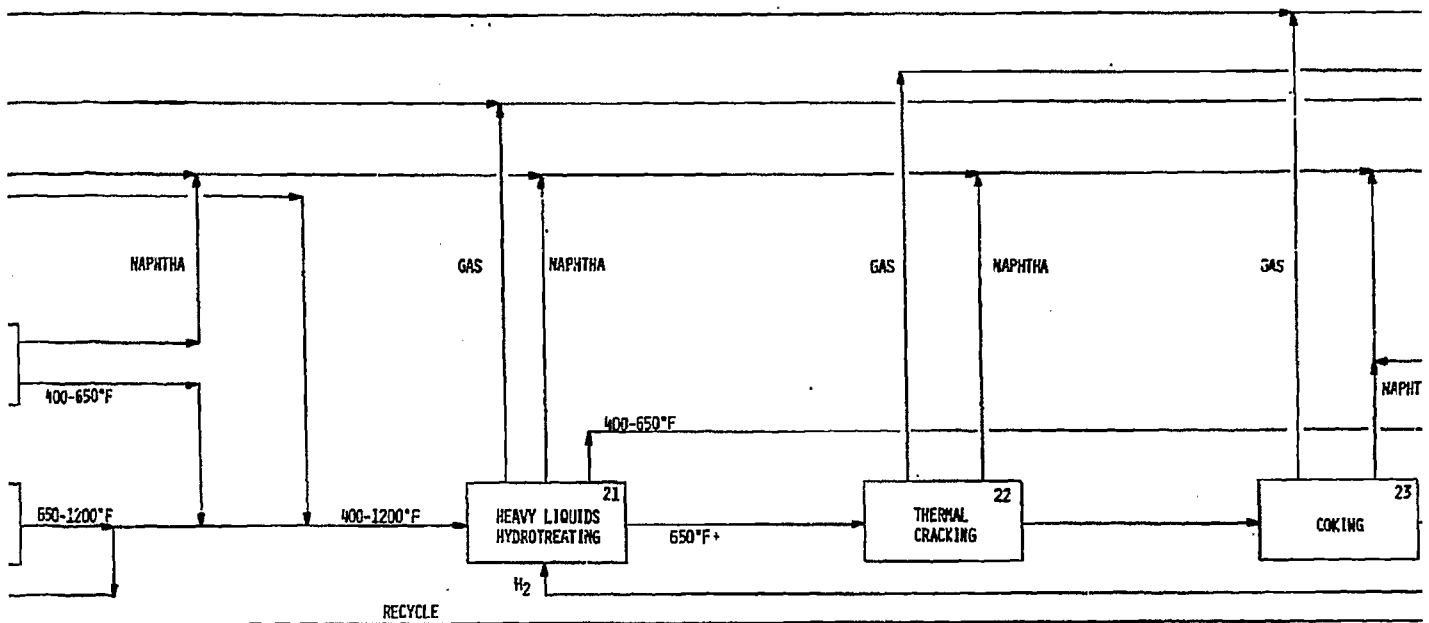 NAPHTHA
GAS
NAPHTHA
GAS
NAPHTHA
GAS
400-650°F
NAPHT
400-650°F
21
22
23
650-1200°F
400-1200°F
HEAVY LIQUIDS
HYDROTREATING
650°F+
THERMAL
CRACKING
COKING
H2
RECYCLE